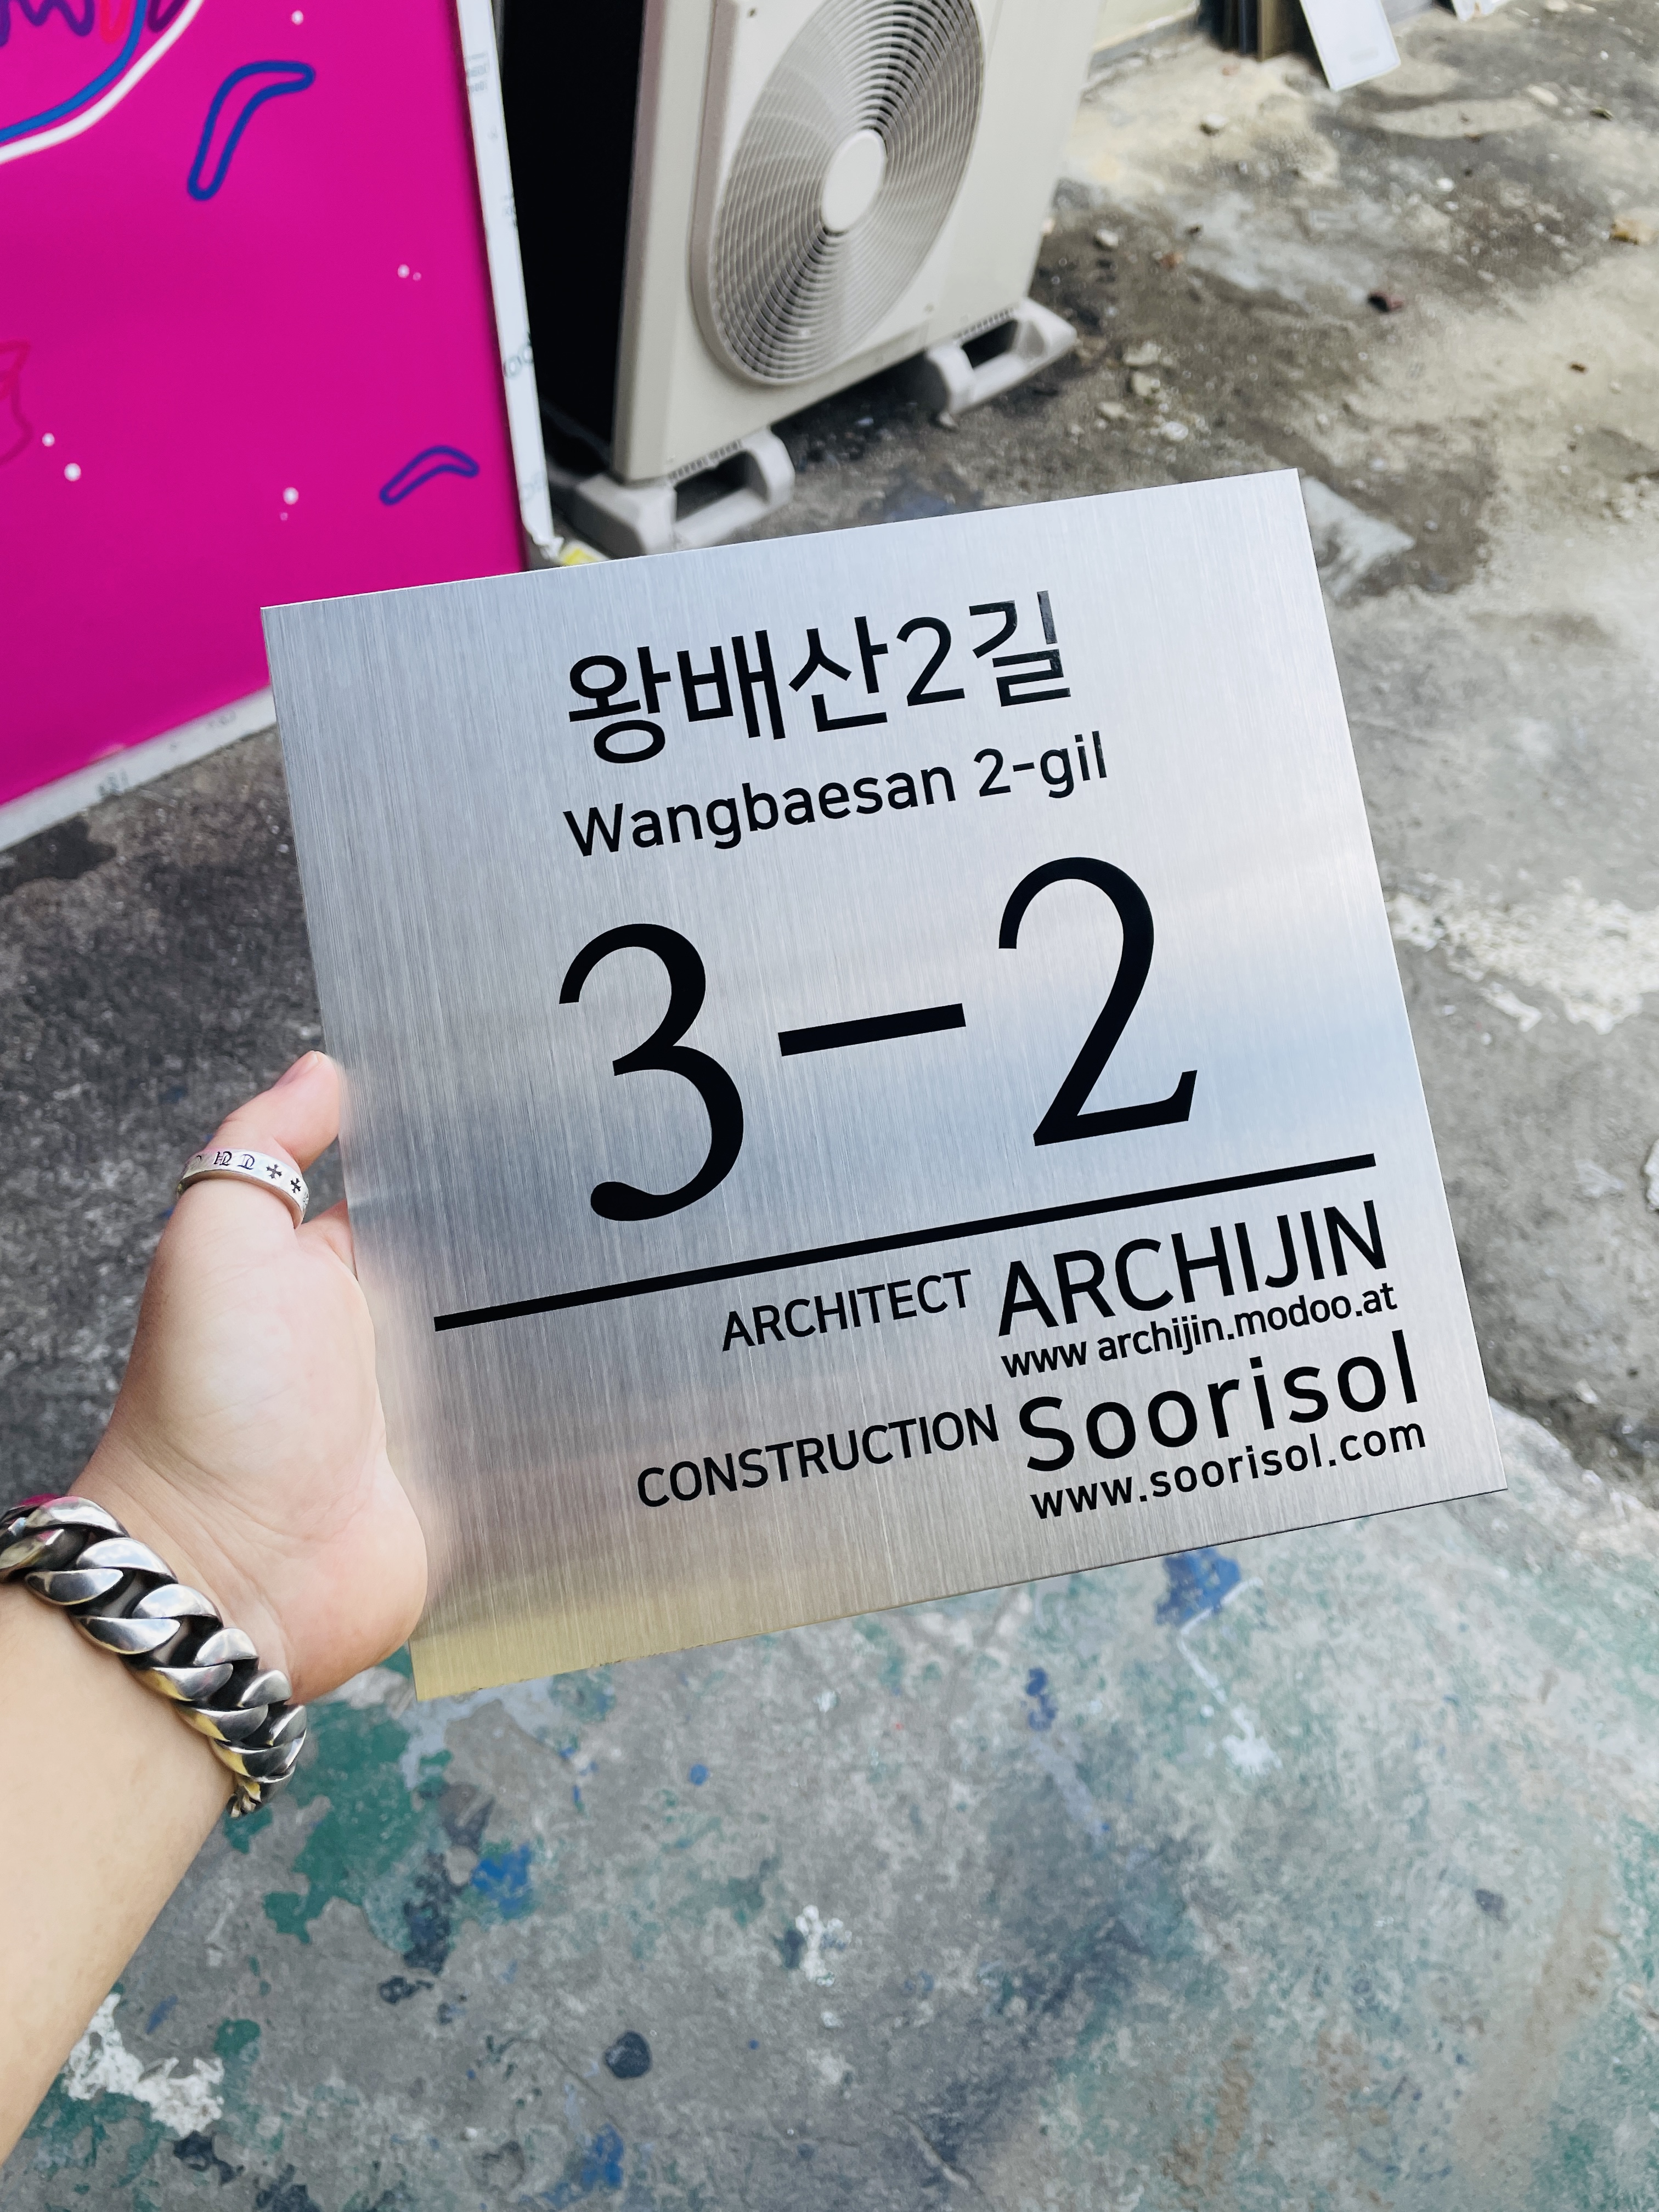 왕배산2길
Wangbaesan 2-gil
3-2
ARCHITECT ARCHIJIN
www archijin.modoo.at
CONSTRUCTION Soorisol
www.soorisol.com